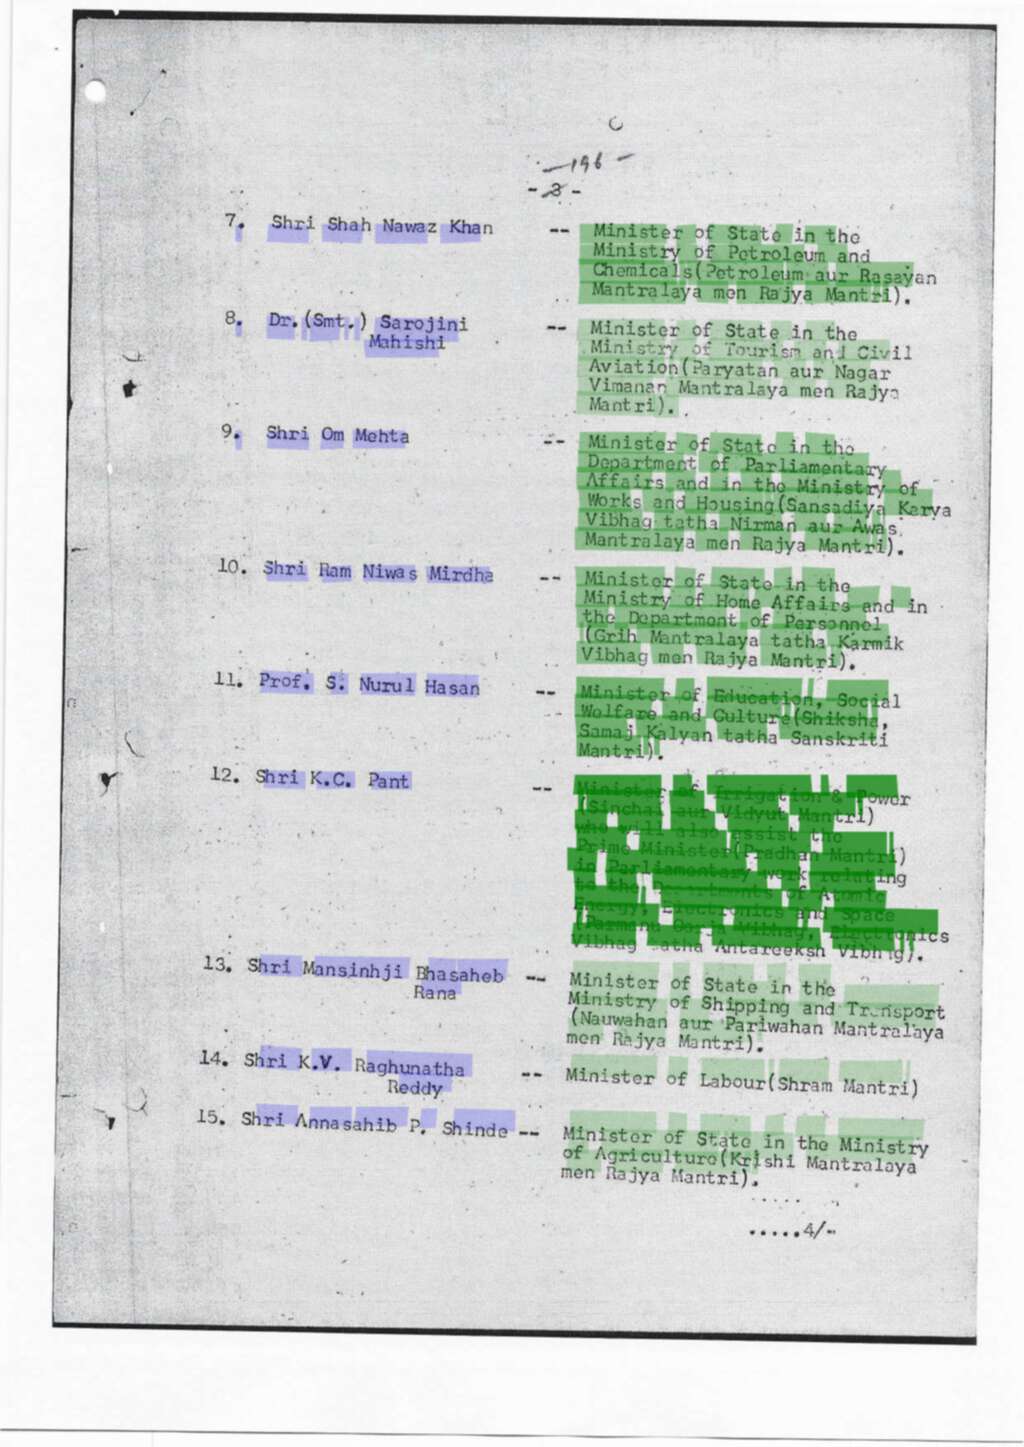 -196-
-3-
7. Shri Shah Nawaz Khan -- Minister of State in the
Ministry of Petroleum and
Chemicals(Petroleum aur Rasayan
Mantralaya men Rajya Mantri).
8. Dr.(Smt.) Sarojini -- Minister of State in the
Mahishi Ministry of Tourism and Civil
Aviation(Paryatan aur Nagar
Vimanan Mantralaya men Rajya
Mantri).
9. Shri Om Mehta -- Minister of State in the
Department of Parliamentary
Affairs and in the Ministry of
Works and Housing(Sansadiya Karya
Vibhag tatha Nirman aur Awas
Mantralaya men Rajya Mantri).
10. Shri Ram Niwas Mirdha -- Minister of State in the
Ministry of Home Affairs and in
the Department of Personnel
(Grih Mantralaya tatha Karmik
Vibhag men Rajya Mantri).
11. Prof. S. Nurul Hasan -- Minister of Education, Social
Welfare and Culture(Shiksha,
Samaj Kalyan tatha Sanskriti
Mantri).
12. Shri K.C. Pant -- Minister of Irrigation & Power
(Sinchai aur Vidyut Mantri)
who will also assist the
Prime Minister(Pradhan Mantri)
in Parliamentary work relating
to the Departments of Atomic
Energy, Electronics and Space
(Parmanu Oorja Vibhag, Electronics
Vibhag tatha Antareeksh Vibhag).
13. Shri Mansinhji Bhasaheb -- Minister of State in the
Rana Ministry of Shipping and Transport
(Nauwahan aur Pariwahan Mantralaya
men Rajya Mantri).
14. Shri K.V. Raghunatha -- Minister of Labour(Shram Mantri)
Reddy
15. Shri Annasahib P. Shinde -- Minister of State in the Ministry
of Agriculture(Krishi Mantralaya
men Rajya Mantri).
.....4/-